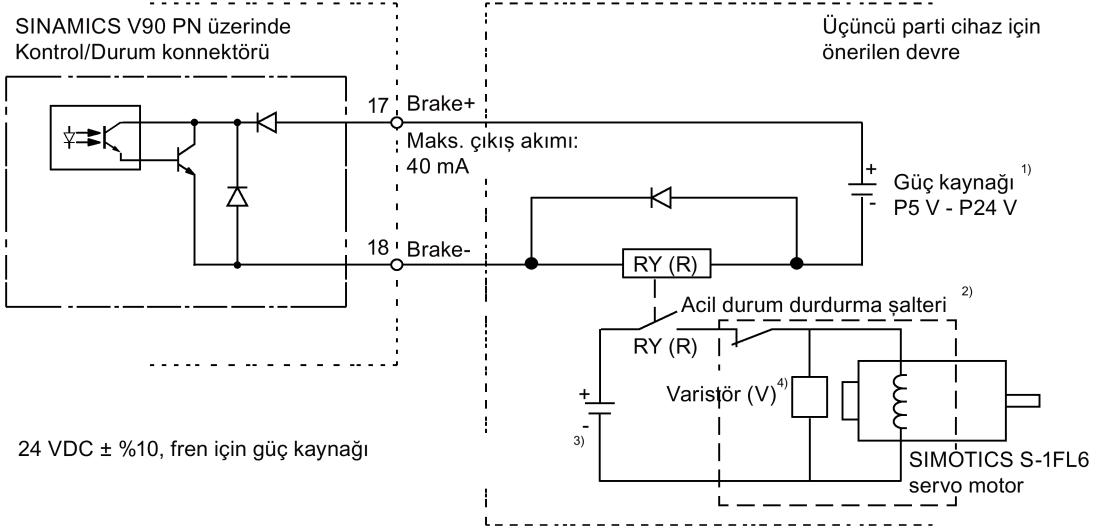 SINAMICS V90 PN üzerinde
Kontrol/Durum konnektörü
Üçüncü parti cihaz için
önerilen devre
17
Brake+
Maks. çıkış akımı:
40 mA
+
-
Güç kaynağı 1)
P5 V - P24 V
18
Brake-
RY (R)
Acil durum durdurma şalteri 2)
RY (R)
+
-
3)
Varistör (V) 4)
24 VDC ± %10, fren için güç kaynağı
SIMOTICS S-1FL6
servo motor